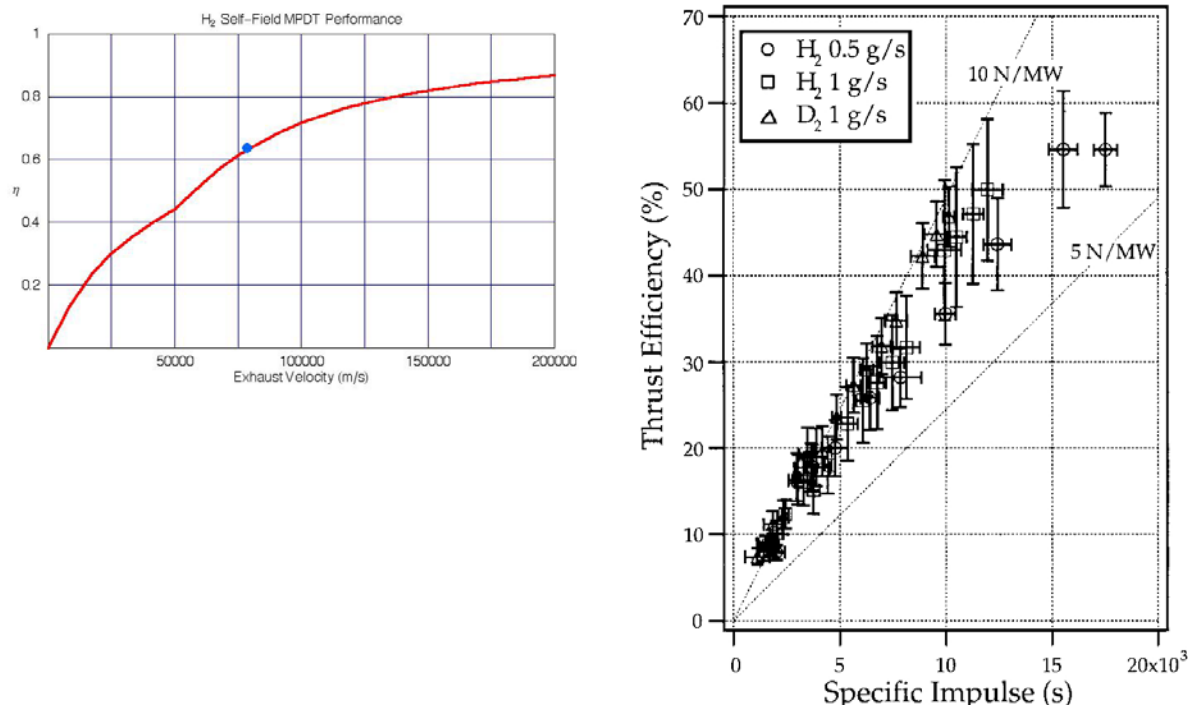 H₂ Self-Field MPDT Performance
1
0.8
0.6
η
0.4
0.2
50000 100000 150000 200000
Exhaust Velocity (m/s)
H₂ 0.5 g/s
H₂ 1 g/s
D₂ 1 g/s
10 N/MW
5 N/MW
70
60
50
40
30
20
10
0
Thrust Efficiency (%)
0 5 10 15 20x10³
Specific Impulse (s)